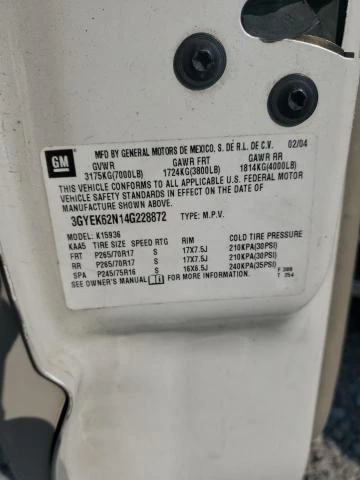 GM
MFD BY GENERAL MOTORS DE MEXICO, S. DE R.L. DE C.V. 02/04
GVWR GAWR FRT GAWR RR
3175KG(7000LB) 1724KG(3800LB) 1814KG(4000LB)
THIS VEHICLE CONFORMS TO ALL APPLICABLE U.S. FEDERAL MOTOR
VEHICLE SAFETY STANDARDS IN EFFECT ON THE DATE OF
MANUFACTURE SHOWN ABOVE.
3GYEK62N14G228872 TYPE: M.P.V.
MODEL: K15936
KAA5 TIRE SIZE SPEED RTG RIM COLD TIRE PRESSURE
FRT P265/70R17 S 17X7.5J 210KPA(30PSI)
RR P265/70R17 S 17X7.5J 210KPA(30PSI)
SPA P245/75R16 S 16X6.5J 240KPA(35PSI)
SEE OWNER'S MANUAL FOR ADDITIONAL INFORMATION.
F 388
T 254